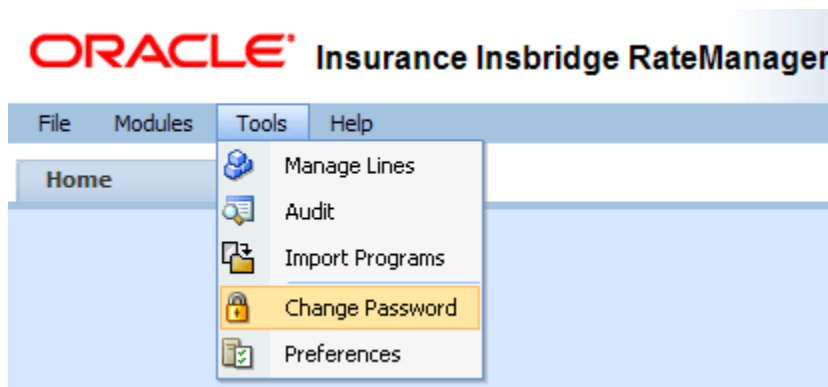 ORACLE Insurance Insbridge RateManager
File Modules Tools Help
Home
Manage Lines
Audit
Import Programs
Change Password
Preferences